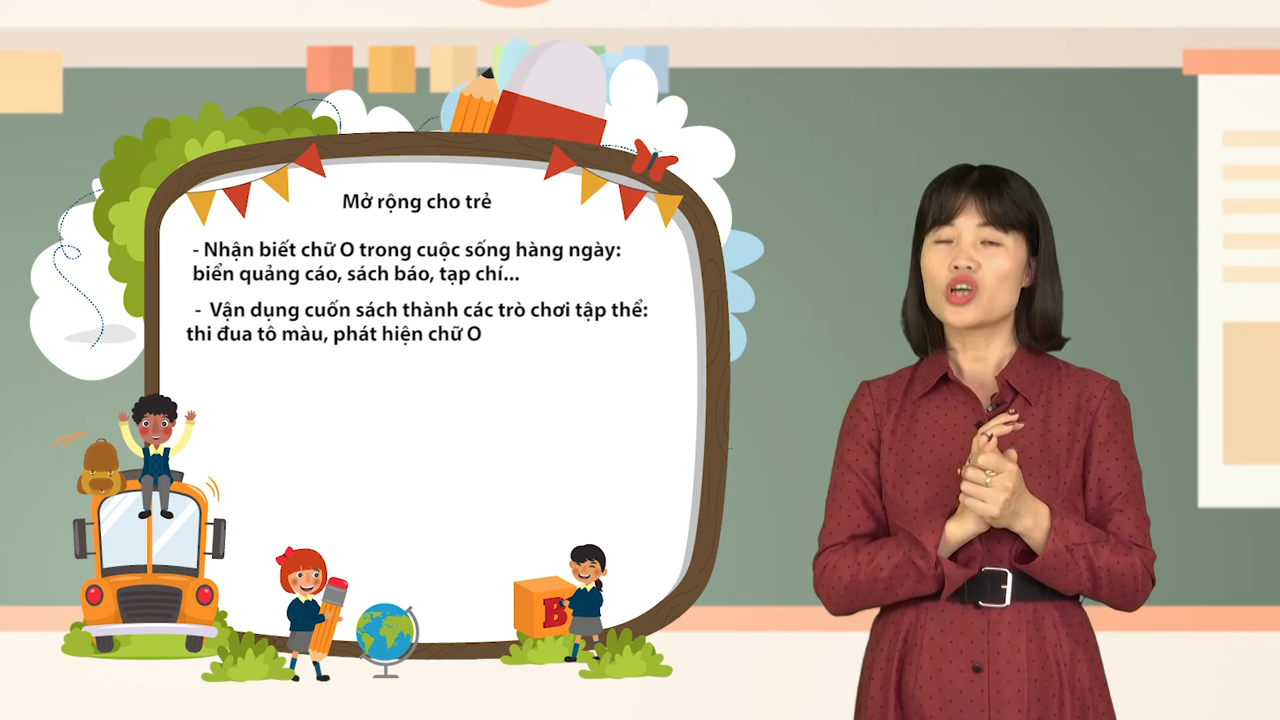 Mở rộng cho trẻ
- Nhận biết chữ O trong cuộc sống hàng ngày:
biển quảng cáo, sách báo, tạp chí...
- Vận dụng cuốn sách thành các trò chơi tập thể:
thi đua tô màu, phát hiện chữ O
B